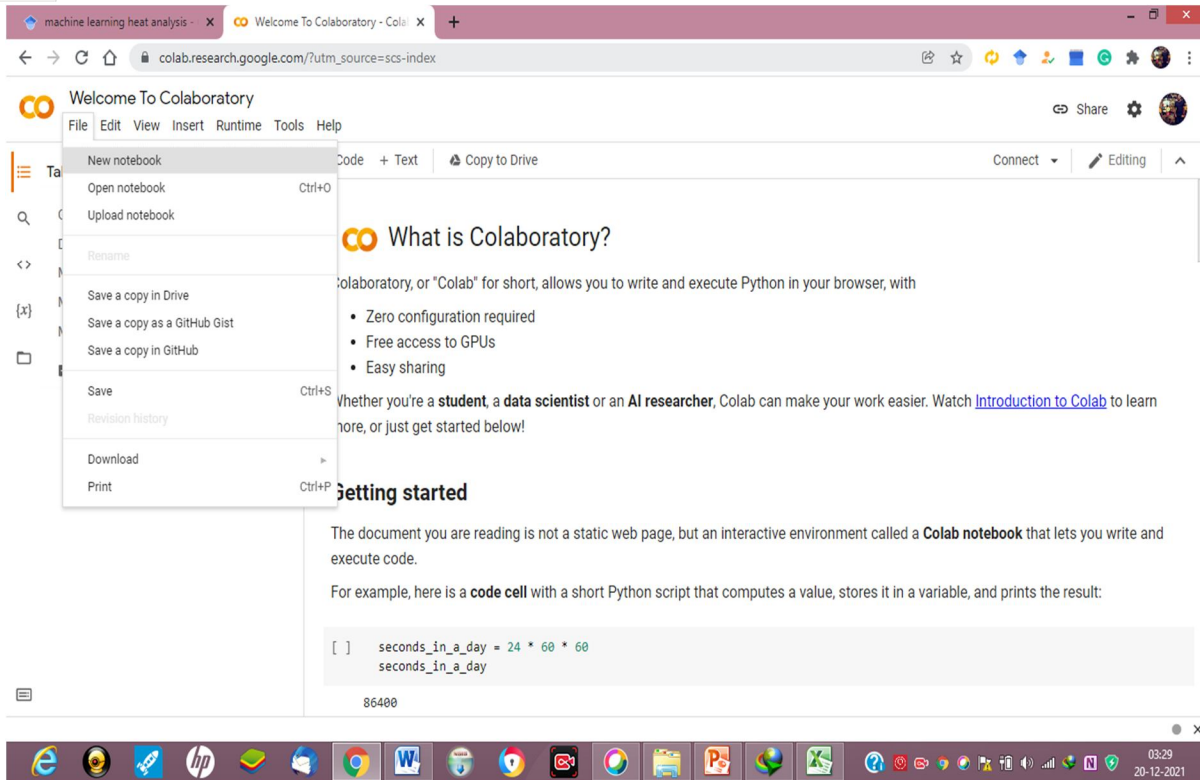 machine learning heat analysis -
Welcome To Colaboratory - Colab
colab.research.google.com/?utm_source=scs-index
Welcome To Colaboratory
File Edit View Insert Runtime Tools Help
Share
New notebook
Open notebook Ctrl+O
Upload notebook
Rename
Save a copy in Drive
Save a copy as a GitHub Gist
Save a copy in GitHub
Save Ctrl+S
Revision history
Download
Print Ctrl+P
Code + Text Copy to Drive
Connect Editing
What is Colaboratory?
Colaboratory, or "Colab" for short, allows you to write and execute Python in your browser, with
• Zero configuration required
• Free access to GPUs
• Easy sharing
Whether you're a student, a data scientist or an AI researcher, Colab can make your work easier. Watch Introduction to Colab to learn
more, or just get started below!
Getting started
The document you are reading is not a static web page, but an interactive environment called a Colab notebook that lets you write and
execute code.
For example, here is a code cell with a short Python script that computes a value, stores it in a variable, and prints the result:
[ ] seconds_in_a_day = 24 * 60 * 60
seconds_in_a_day
86400
03:29
20-12-2021